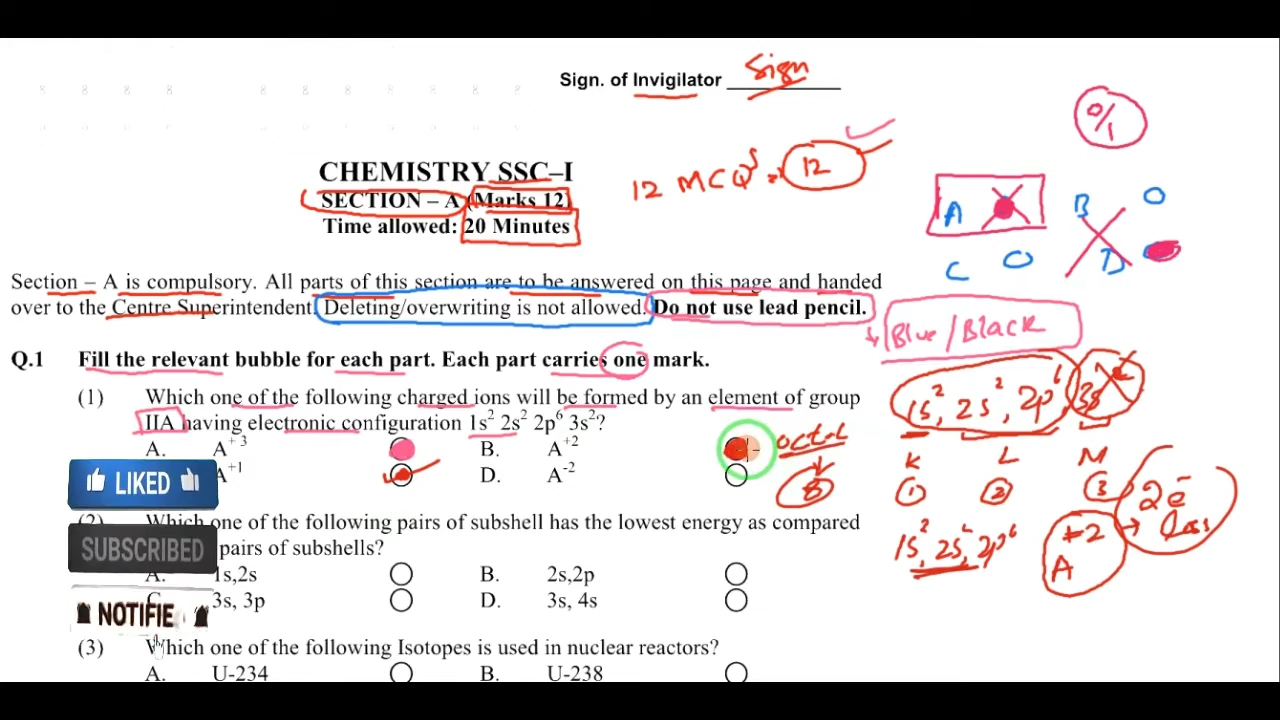 Sign. of Invigilator Sign
0/1
CHEMISTRY SSC–I
12 MCQs = 12
SECTION – A (Marks 12)
Time allowed: 20 Minutes
A B
C D
Section – A is compulsory. All parts of this section are to be answered on this page and handed
over to the Centre Superintendent. Deleting/overwriting is not allowed. Do not use lead pencil.
Blue/Black
Q.1 Fill the relevant bubble for each part. Each part carries one mark.
(1) Which one of the following charged ions will be formed by an element of group
IIA having electronic configuration 1s² 2s² 2p⁶ 3s²?
1s², 2s², 2p⁶ 3s²
A. A⁺³ B. A⁺²
octet
8
A⁺¹ D. A⁻²
K L M
1 2 3
2e⁻ loss
1s², 2s², 2p⁶
A⁺²
LIKED
(2) Which one of the following pairs of subshell has the lowest energy as compared
pairs of subshells?
SUBSCRIBED
A. 1s,2s B. 2s,2p
C. 3s, 3p D. 3s, 4s
NOTIFIE
(3) Which one of the following Isotopes is used in nuclear reactors?
A. U-234 B. U-238